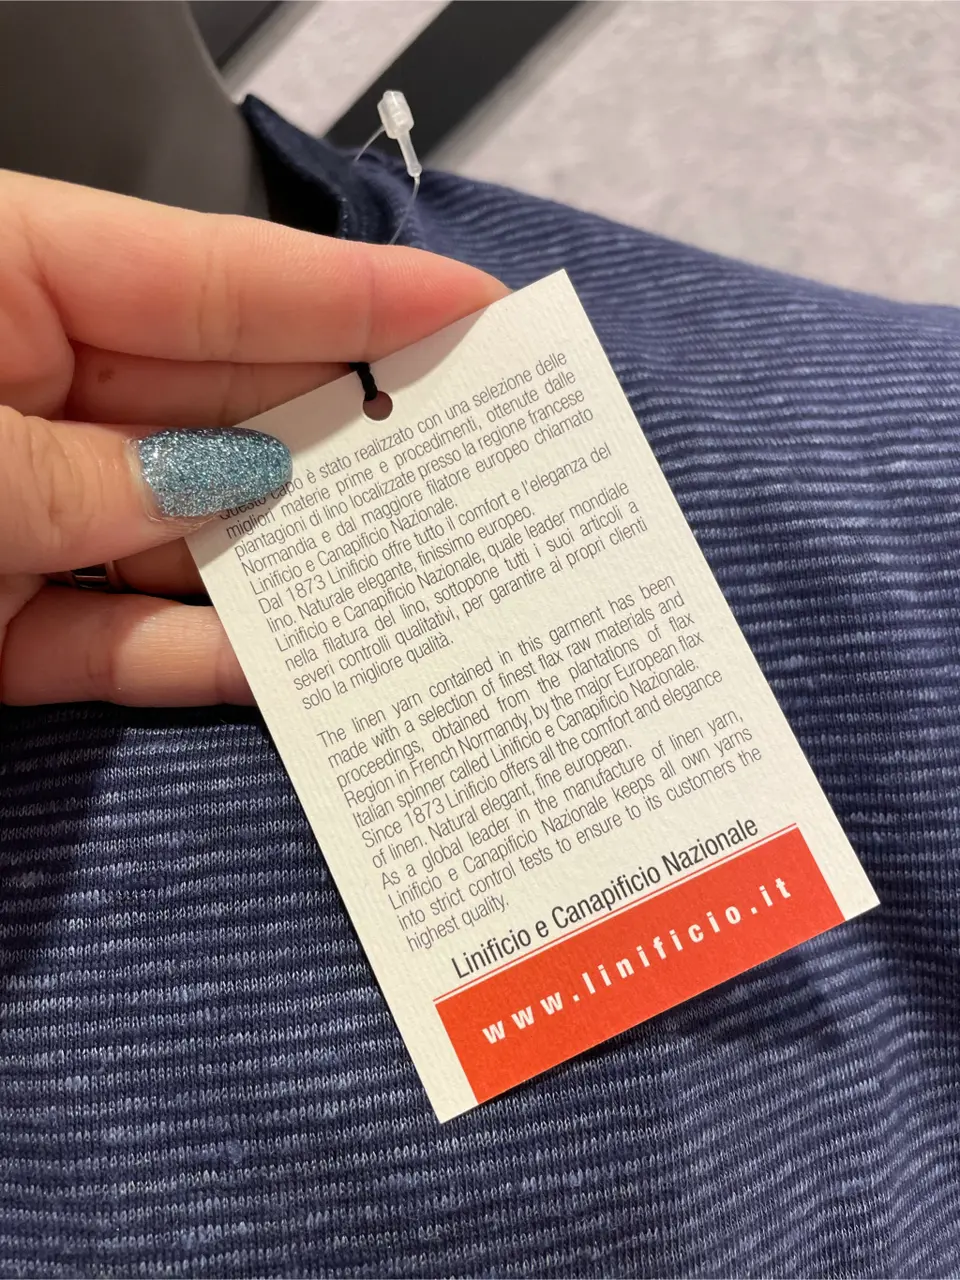 Questo capo è stato realizzato con una selezione delle
migliori materie prime e procedimenti, ottenute dalle
plantagioni di lino localizzate presso la regione francese
Normandia e dal maggiore filatore europeo chiamato
Linificio e Canapificio Nazionale.
Dal 1873 Linificio offre tutto il comfort e l'eleganza del
lino. Naturale elegante, finissimo europeo.
Linificio e Canapificio Nazionale, quale leader mondiale
nella filatura del lino, sottopone tutti i suoi articoli a
severi controlli qualitativi, per garantire ai propri clienti
solo la migliore qualità.
The linen yarn contained in this garment has been
made with a selection of finest flax raw materials and
proceedings, obtained from the plantations of flax
Region in French Normandy, by the major European flax
Italian spinner called Linificio e Canapificio Nazionale.
Since 1873 Linificio offers all the comfort and elegance
of linen. Natural elegant, fine european.
As a global leader in the manufacture of linen yarn,
Linificio e Canapificio Nazionale keeps all own yarns
into strict control tests to ensure to its customers the
highest quality.
Linificio e Canapificio Nazionale
www.linificio.it